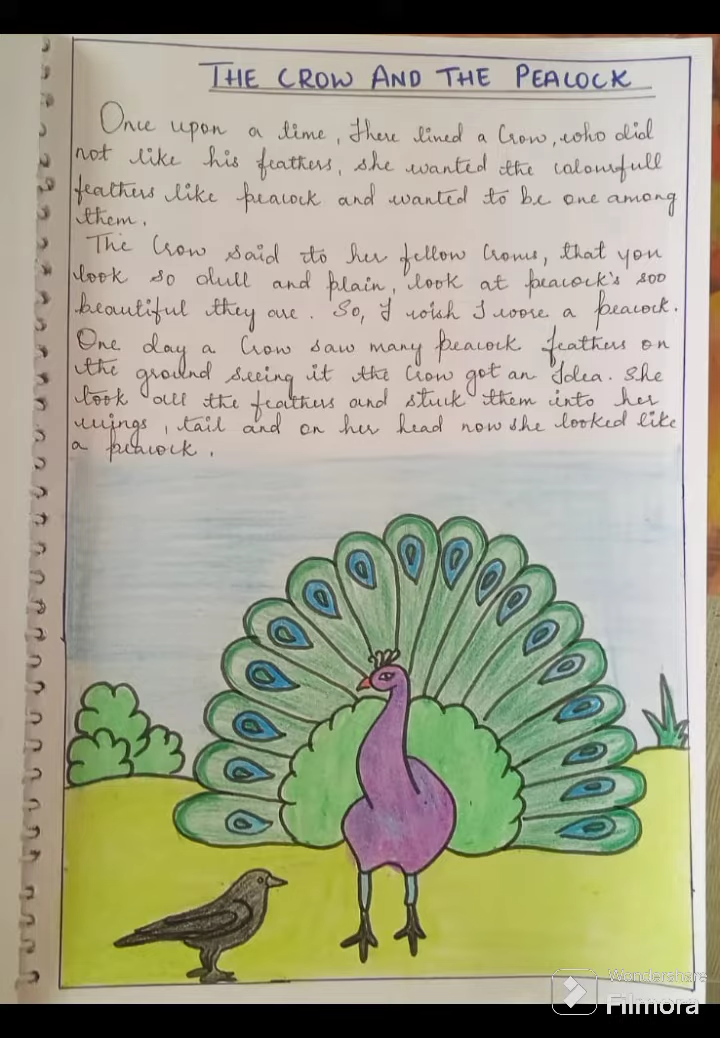 THE CROW AND THE PEACOCK
Once upon a time, there lined a Crow, who did
not like his feathers, she wanted the colourfull
feathers like peacock and wanted to be one among
them.
The Crow said to her fellow Crows, that you
look so dull and plain, look at peacock's soo
beautiful they are. So, I wish I were a peacock.
One day a Crow saw many peacock feathers on
the ground seeing it the Crow got an Idea. She
took all the feathers and stuck them into her
wings, tail and on her head now she looked like
a peacock.
Wondershare
Filmora